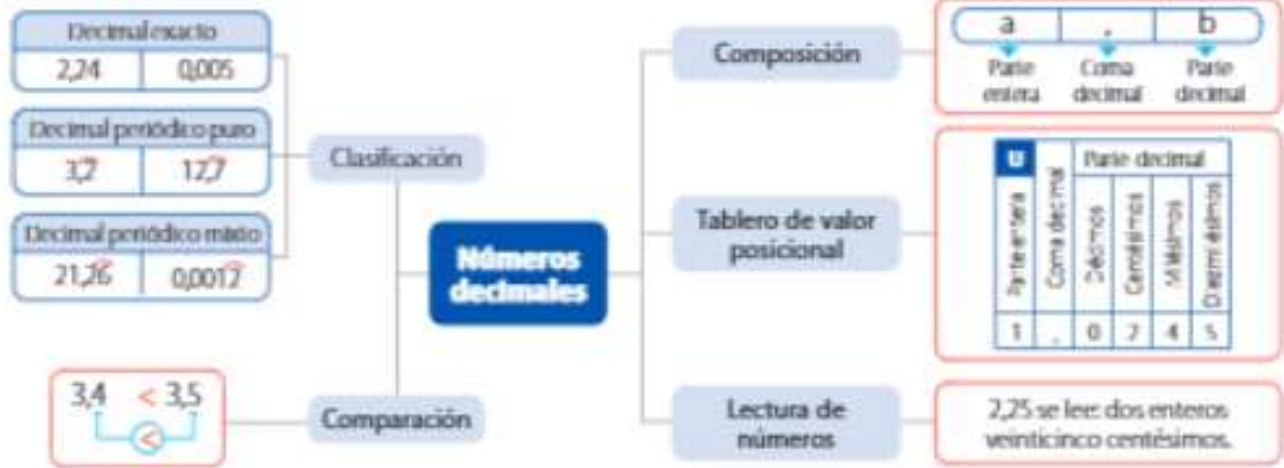 Números
decimales
Clasificación
Decimal exacto
2,24 0,005
Decimal periódico puro
12,7
Decimal periódico mixto
21,26 0,0012
Comparación
3,4 < 3,5
<
Composición
a , b
Parte
entera
Coma
decimal
Parte
decimal
Tablero de valor
posicional
U
Parte decimal
Parte entera
Coma decimal
Décimos
Centésimos
Milésimos
Diezmilésimos
1 , 0 2 4 5
Lectura de
números
2,25 se lee: dos enteros
veinticinco centésimos.